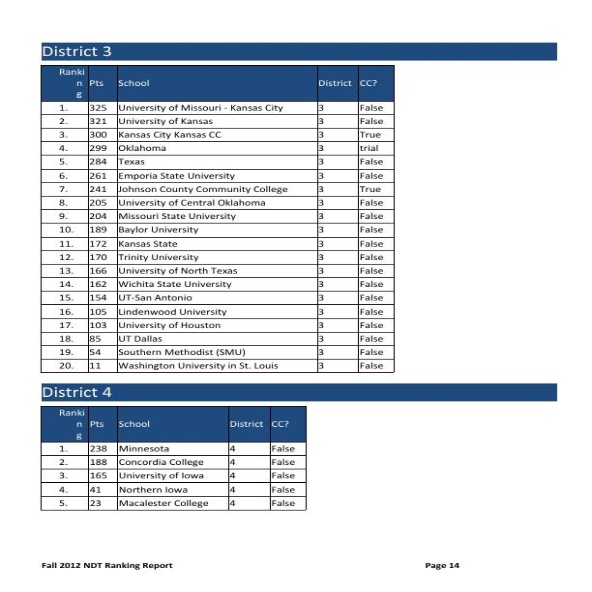 District 3
Ranki
n
g Pts School District CC?
1. 325 University of Missouri - Kansas City 3 False
2. 321 University of Kansas 3 False
3. 300 Kansas City Kansas CC 3 True
4. 299 Oklahoma 3 trial
5. 284 Texas 3 False
6. 261 Emporia State University 3 False
7. 241 Johnson County Community College 3 True
8. 205 University of Central Oklahoma 3 False
9. 204 Missouri State University 3 False
10. 189 Baylor University 3 False
11. 172 Kansas State 3 False
12. 170 Trinity University 3 False
13. 166 University of North Texas 3 False
14. 162 Wichita State University 3 False
15. 154 UT-San Antonio 3 False
16. 105 Lindenwood University 3 False
17. 103 University of Houston 3 False
18. 85 UT Dallas 3 False
19. 54 Southern Methodist (SMU) 3 False
20. 11 Washington University in St. Louis 3 False
District 4
Ranki
n
g Pts School District CC?
1. 238 Minnesota 4 False
2. 188 Concordia College 4 False
3. 165 University of Iowa 4 False
4. 41 Northern Iowa 4 False
5. 23 Macalester College 4 False
Fall 2012 NDT Ranking Report Page 14